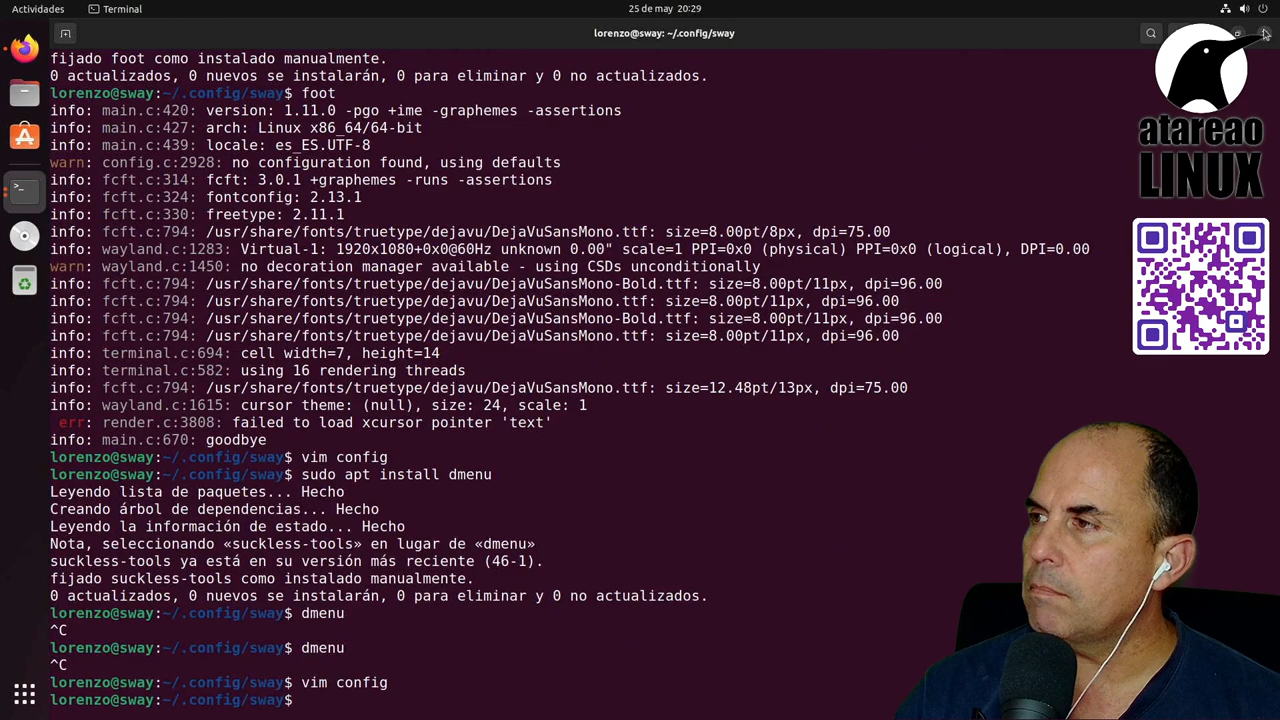 Actividades
Terminal
25 de may  20:29
lorenzo@sway: ~/.config/sway
fijado foot como instalado manualmente.
0 actualizados, 0 nuevos se instalarán, 0 para eliminar y 0 no actualizados.
lorenzo@sway:~/.config/sway$ foot
info: main.c:420: version: 1.11.0 -pgo +ime -graphemes -assertions
info: main.c:427: arch: Linux x86_64/64-bit
info: main.c:439: locale: es_ES.UTF-8
warn: config.c:2928: no configuration found, using defaults
info: fcft.c:314: fcft: 3.0.1 +graphemes -runs -assertions
info: fcft.c:324: fontconfig: 2.13.1
info: fcft.c:330: freetype: 2.11.1
info: fcft.c:794: /usr/share/fonts/truetype/dejavu/DejaVuSansMono.ttf: size=8.00pt/8px, dpi=75.00
info: wayland.c:1283: Virtual-1: 1920x1080+0x0@60Hz unknown 0.00" scale=1 PPI=0x0 (physical) PPI=0x0 (logical), DPI=0.00
warn: wayland.c:1450: no decoration manager available - using CSDs unconditionally
info: fcft.c:794: /usr/share/fonts/truetype/dejavu/DejaVuSansMono-Bold.ttf: size=8.00pt/11px, dpi=96.00
info: fcft.c:794: /usr/share/fonts/truetype/dejavu/DejaVuSansMono.ttf: size=8.00pt/11px, dpi=96.00
info: fcft.c:794: /usr/share/fonts/truetype/dejavu/DejaVuSansMono-Bold.ttf: size=8.00pt/11px, dpi=96.00
info: fcft.c:794: /usr/share/fonts/truetype/dejavu/DejaVuSansMono.ttf: size=8.00pt/11px, dpi=96.00
info: terminal.c:694: cell width=7, height=14
info: terminal.c:582: using 16 rendering threads
info: fcft.c:794: /usr/share/fonts/truetype/dejavu/DejaVuSansMono.ttf: size=12.48pt/13px, dpi=75.00
info: wayland.c:1615: cursor theme: (null), size: 24, scale: 1
err: render.c:3808: failed to load xcursor pointer 'text'
info: main.c:670: goodbye
lorenzo@sway:~/.config/sway$ vim config
lorenzo@sway:~/.config/sway$ sudo apt install dmenu
Leyendo lista de paquetes... Hecho
Creando árbol de dependencias... Hecho
Leyendo la información de estado... Hecho
Nota, seleccionando «suckless-tools» en lugar de «dmenu»
suckless-tools ya está en su versión más reciente (46-1).
fijado suckless-tools como instalado manualmente.
0 actualizados, 0 nuevos se instalarán, 0 para eliminar y 0 no actualizados.
lorenzo@sway:~/.config/sway$ dmenu
^C
lorenzo@sway:~/.config/sway$ dmenu
^C
lorenzo@sway:~/.config/sway$ vim config
lorenzo@sway:~/.config/sway$
atareao
LINUX